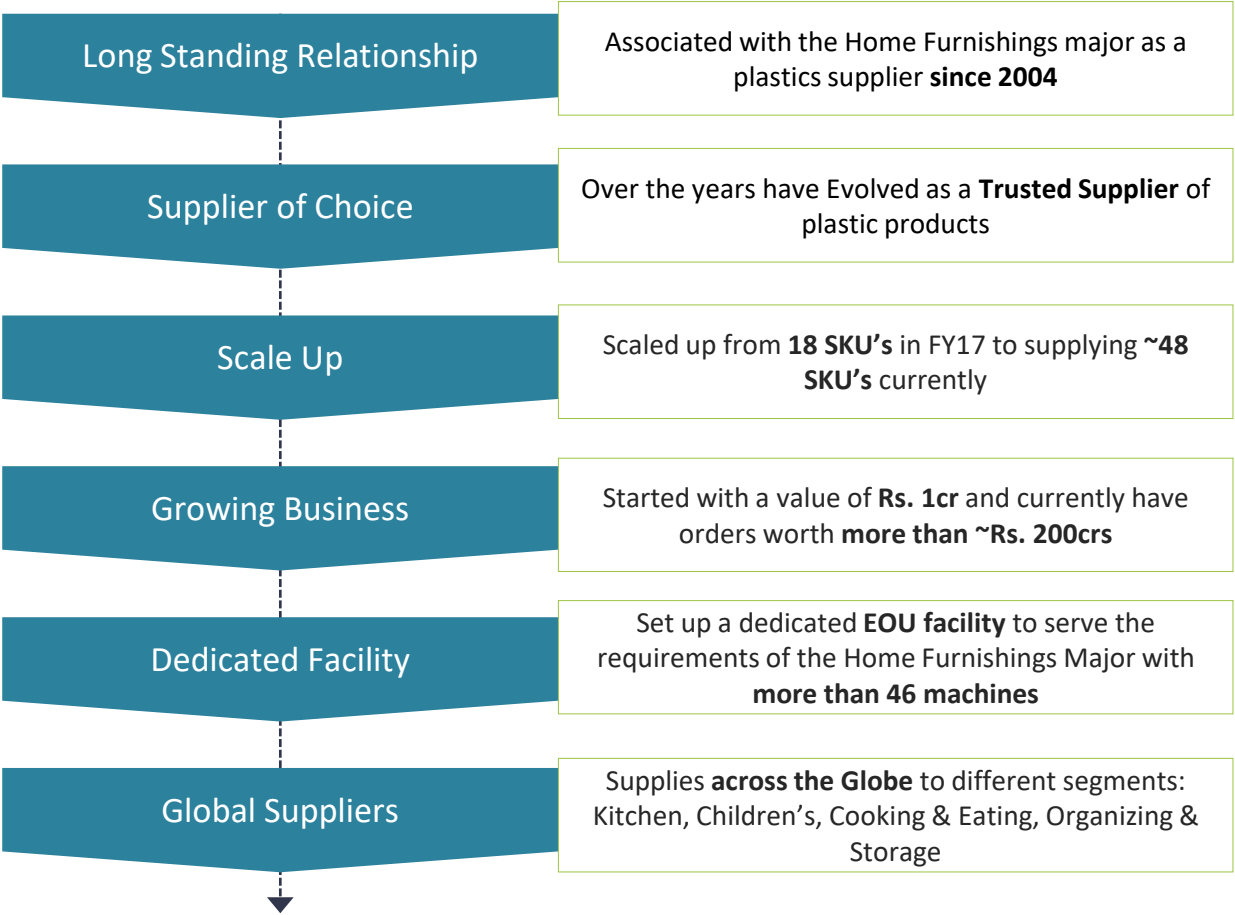 Long Standing Relationship
Associated with the Home Furnishings major as a
plastics supplier since 2004
Supplier of Choice
Over the years have Evolved as a Trusted Supplier of
plastic products
Scale Up
Scaled up from 18 SKU’s in FY17 to supplying ~48
SKU’s currently
Growing Business
Started with a value of Rs. 1cr and currently have
orders worth more than ~Rs. 200crs
Dedicated Facility
Set up a dedicated EOU facility to serve the
requirements of the Home Furnishings Major with
more than 46 machines
Global Suppliers
Supplies across the Globe to different segments:
Kitchen, Children’s, Cooking & Eating, Organizing &
Storage